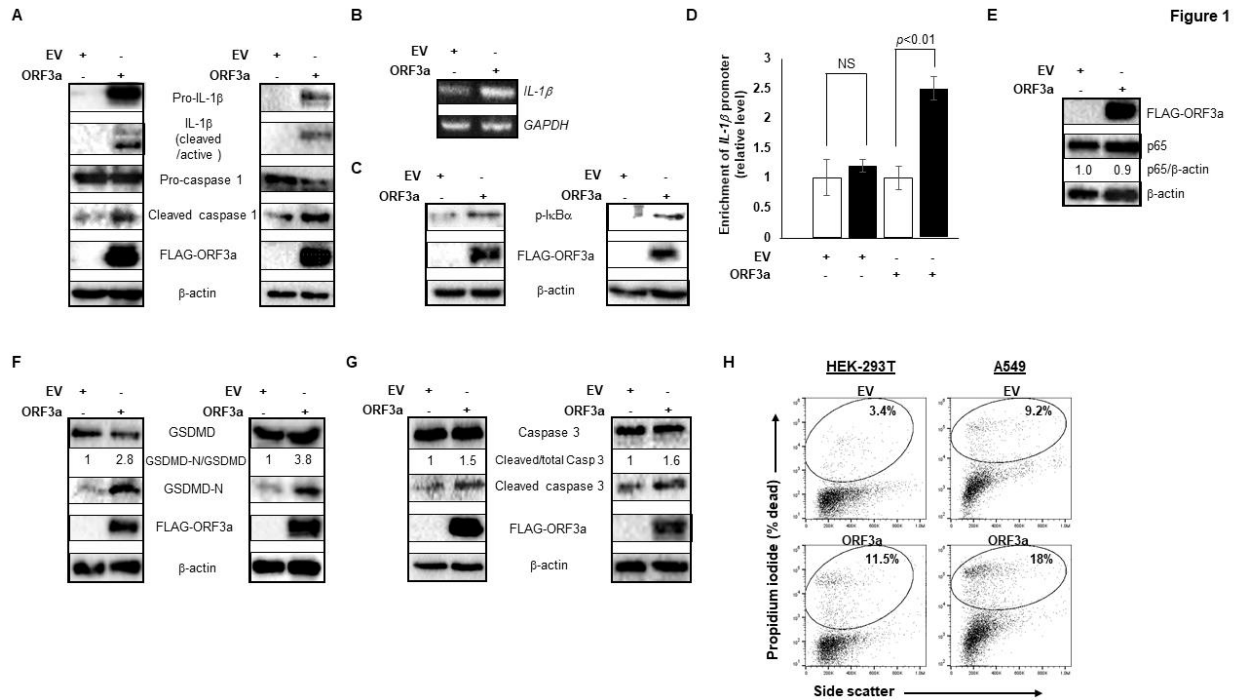 Figure 1
A
EV + - + -
ORF3a - + - +
Pro-IL-1β
IL-1β
(cleaved
/active )
Pro-caspase 1
Cleaved caspase 1
FLAG-ORF3a
β-actin
B
EV + -
ORF3a - +
IL-1β
GAPDH
C
EV + - + -
ORF3a - + - +
p-IκBα
FLAG-ORF3a
β-actin
D
Enrichment of IL-1β promoter
(relative level)
3
2.5
2
1.5
1
0.5
0
NS
p<0.01
EV + + - -
ORF3a - - + +
E
EV + -
ORF3a - +
FLAG-ORF3a
p65
1.0 0.9 p65/β-actin
β-actin
F
EV + - EV + -
ORF3a - + ORF3a - +
GSDMD
1 2.8 GSDMD-N/GSDMD 1 3.8
GSDMD-N
FLAG-ORF3a
β-actin
G
EV + - EV + -
ORF3a - + ORF3a - +
Caspase 3
1 1.5 Cleaved/total Casp 3 1 1.6
Cleaved caspase 3
FLAG-ORF3a
β-actin
H
HEK-293T A549
EV EV
3.4% 9.2%
ORF3a ORF3a
11.5% 18%
Propidium iodide (% dead)
Side scatter